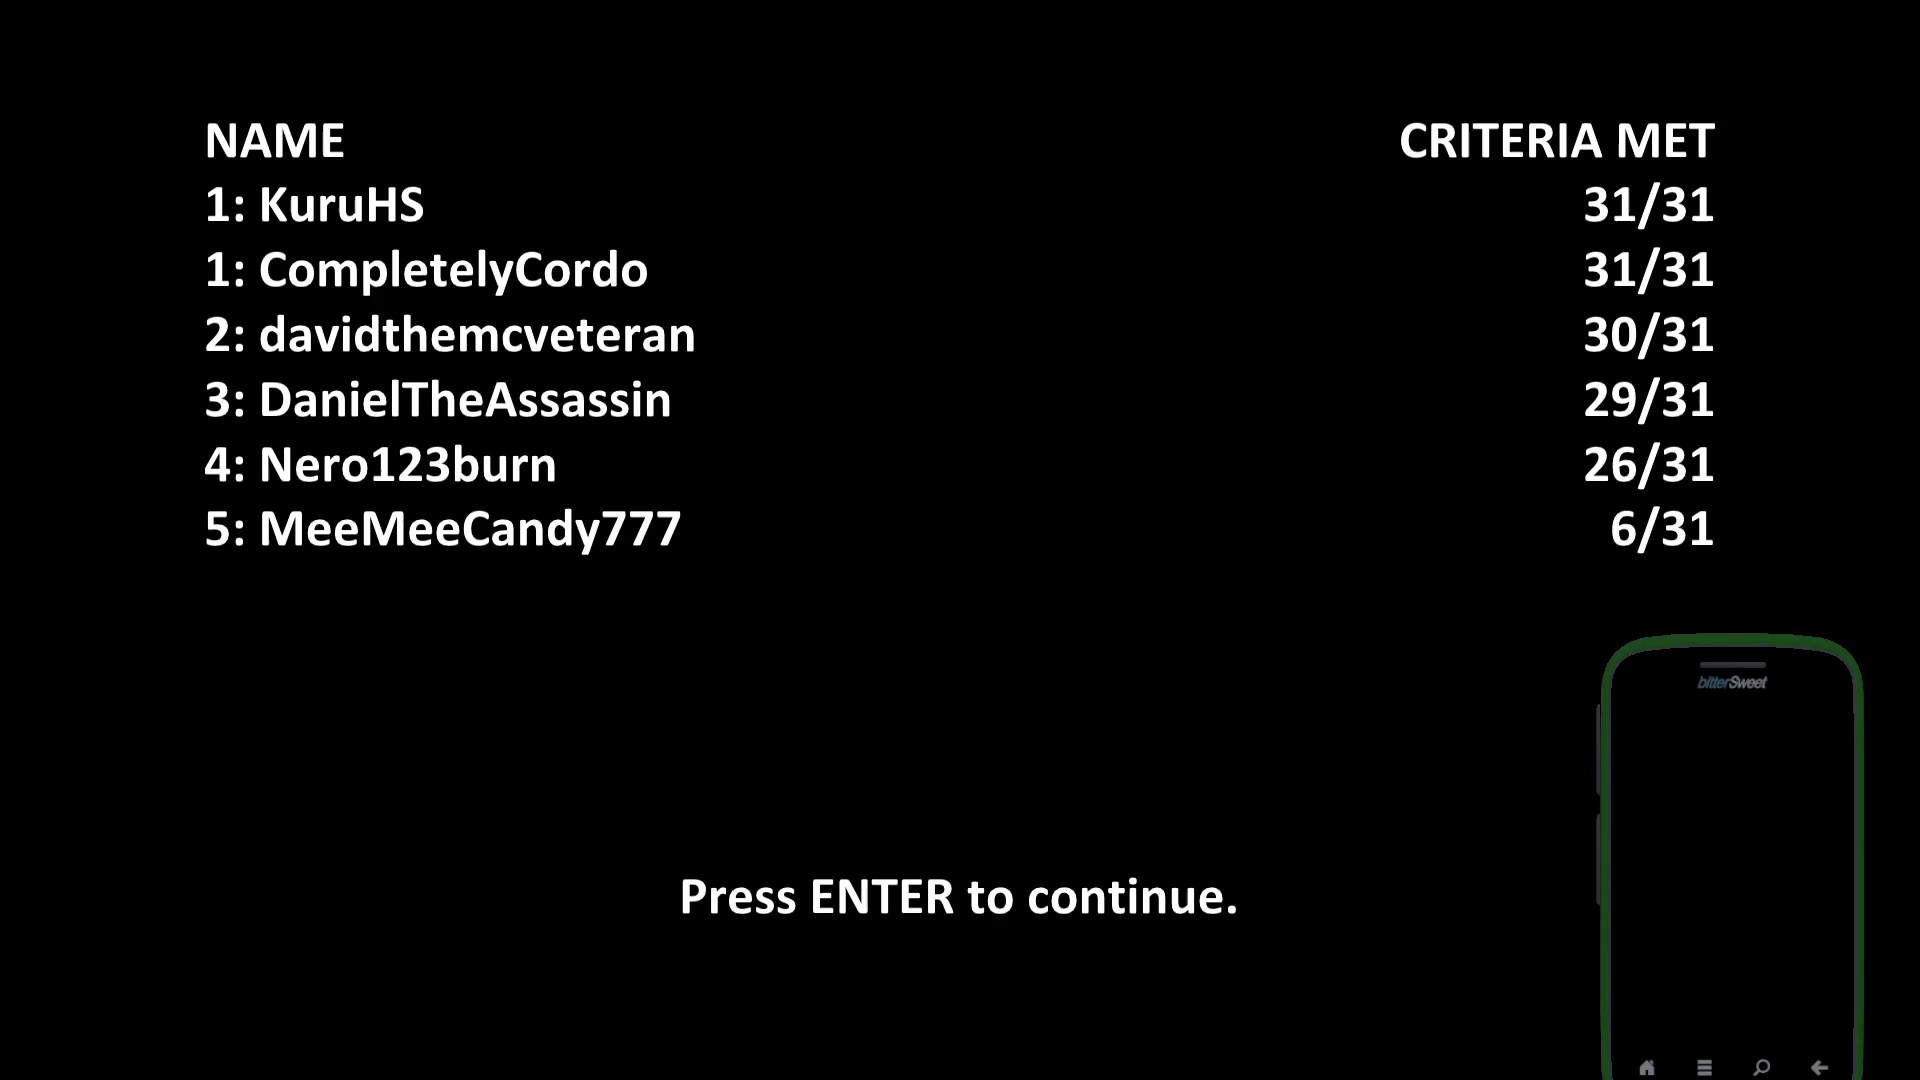 NAME CRITERIA MET
1: KuruHS 31/31
1: CompletelyCordo 31/31
2: davidthemcveteran 30/31
3: DanielTheAssassin 29/31
4: Nero123burn 26/31
5: MeeMeeCandy777 6/31
bitterSweet
Press ENTER to continue.